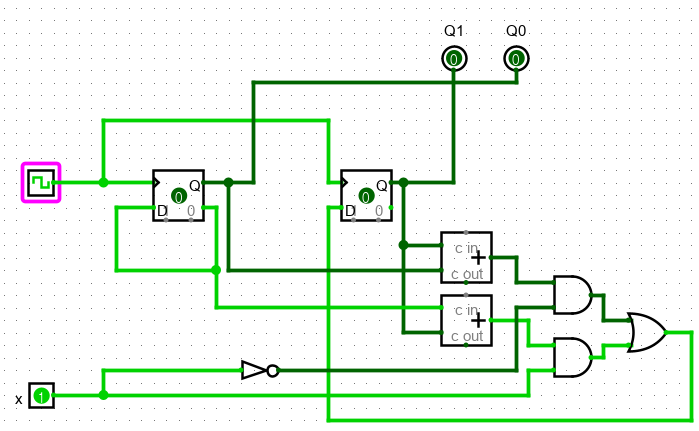 Q1 Q0
0 0
Q Q
0 0
D 0 D 0
c in
+
c out
c in
+
c out
x 1